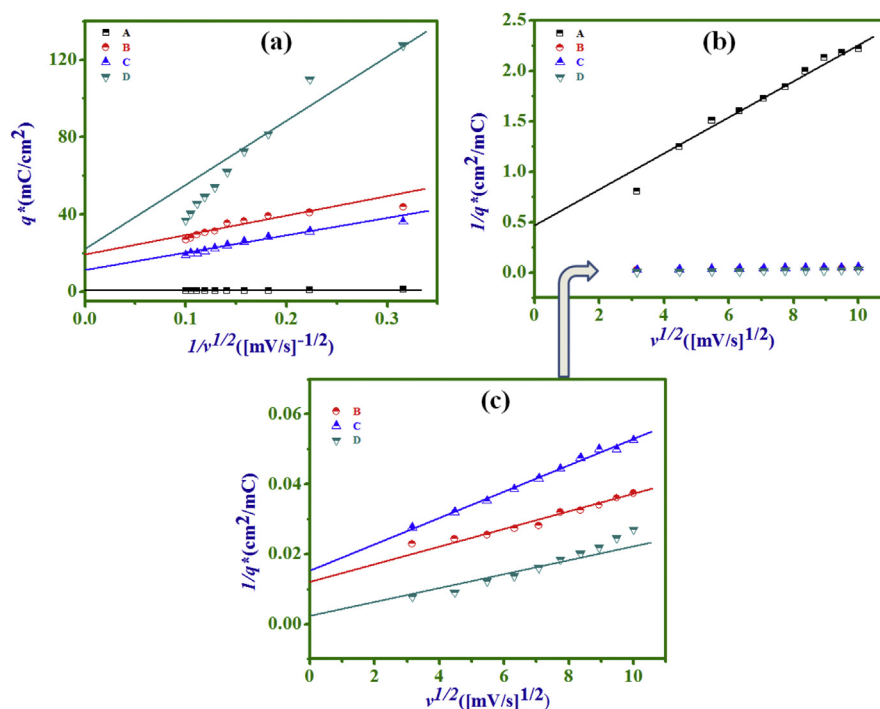 (a)
A
B
C
D
120
80
40
0
q*(mC/cm²)
0.0 0.1 0.2 0.3
1/v^1/2([mV/s]^-1/2)
(b)
A
B
C
D
2.5
2.0
1.5
1.0
0.5
0.0
1/q*(cm²/mC)
0 2 4 6 8 10
v^1/2([mV/s]^1/2)
(c)
B
C
D
0.06
0.04
0.02
0.00
1/q*(cm²/mC)
0 2 4 6 8 10
v^1/2([mV/s]^1/2)